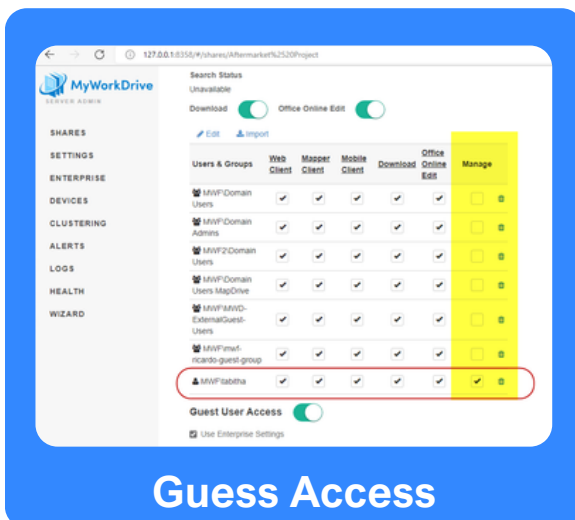 127.0.0.1:8358/#/shares/Aftermarket%2520Project
MyWorkDrive
SERVER ADMIN
SHARES
SETTINGS
ENTERPRISE
DEVICES
CLUSTERING
ALERTS
LOGS
HEALTH
WIZARD
Search Status
Unavailable
Download Office Online Edit
Edit Import
Users & Groups Web Client Mapper Client Mobile Client Download Office Online Edit Manage
MWF\Domain
Users
MWF\Domain
Admins
MWF2\Domain
Users
MWF\Domain
Users MapDrive
MWF\MWD-
ExternalGuest-
Users
MWF\mwf-
ricardo-guest-group
MWF\tabitha
Guest User Access
Use Enterprise Settings
Guess Access